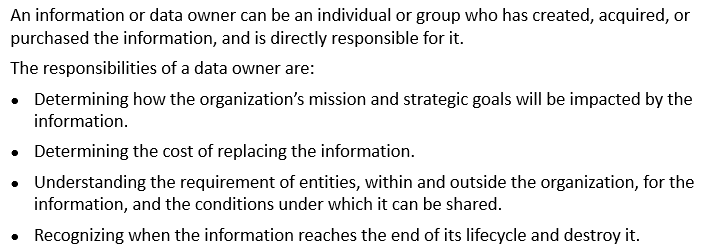 An information or data owner can be an individual or group who has created, acquired, or
purchased the information, and is directly responsible for it.
The responsibilities of a data owner are:
• Determining how the organization's mission and strategic goals will be impacted by the
information.
• Determining the cost of replacing the information.
• Understanding the requirement of entities, within and outside the organization, for the
information, and the conditions under which it can be shared.
• Recognizing when the information reaches the end of its lifecycle and destroy it.